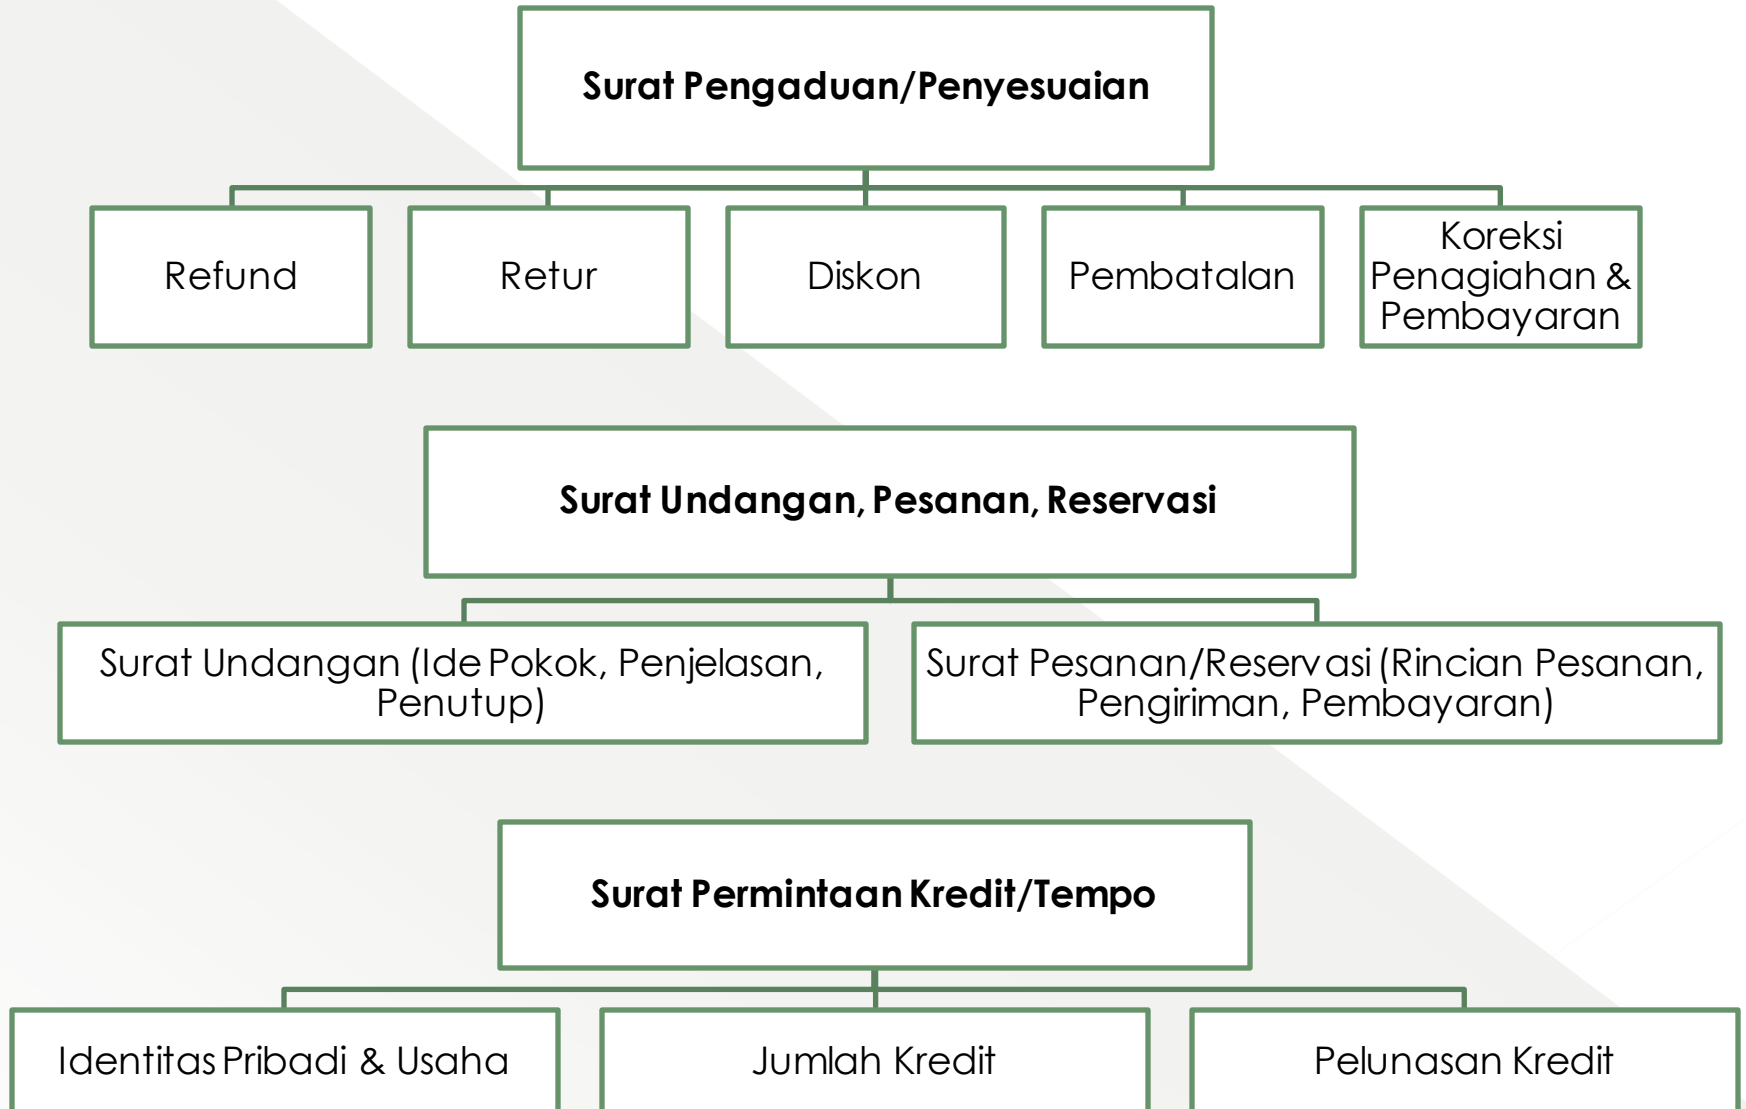 Surat Pengaduan/Penyesuaian
Refund
Retur
Diskon
Pembatalan
Koreksi
Penagiahan &
Pembayaran
Surat Undangan, Pesanan, Reservasi
Surat Undangan (Ide Pokok, Penjelasan,
Penutup)
Surat Pesanan/Reservasi (Rincian Pesanan,
Pengiriman, Pembayaran)
Surat Permintaan Kredit/Tempo
Identitas Pribadi & Usaha
Jumlah Kredit
Pelunasan Kredit